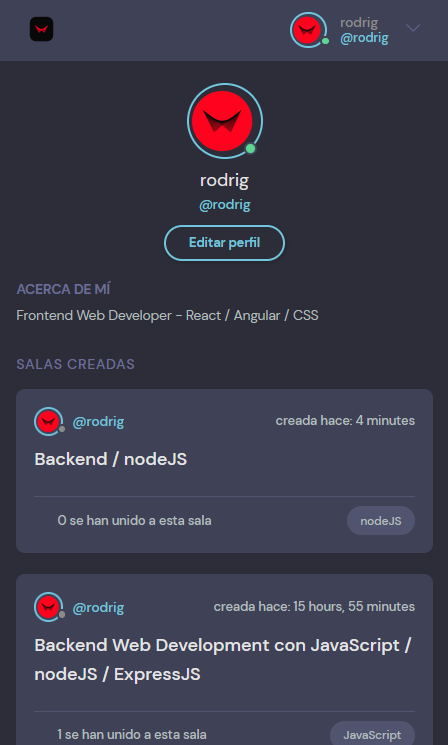 rodrig
@rodrig
rodrig
@rodrig
Editar perfil
ACERCA DE MÍ
Frontend Web Developer - React / Angular / CSS
SALAS CREADAS
@rodrig creada hace: 4 minutes
Backend / nodeJS
0 se han unido a esta sala nodeJS
@rodrig creada hace: 15 hours, 55 minutes
Backend Web Development con JavaScript /
nodeJS / ExpressJS
1 se han unido a esta sala JavaScript